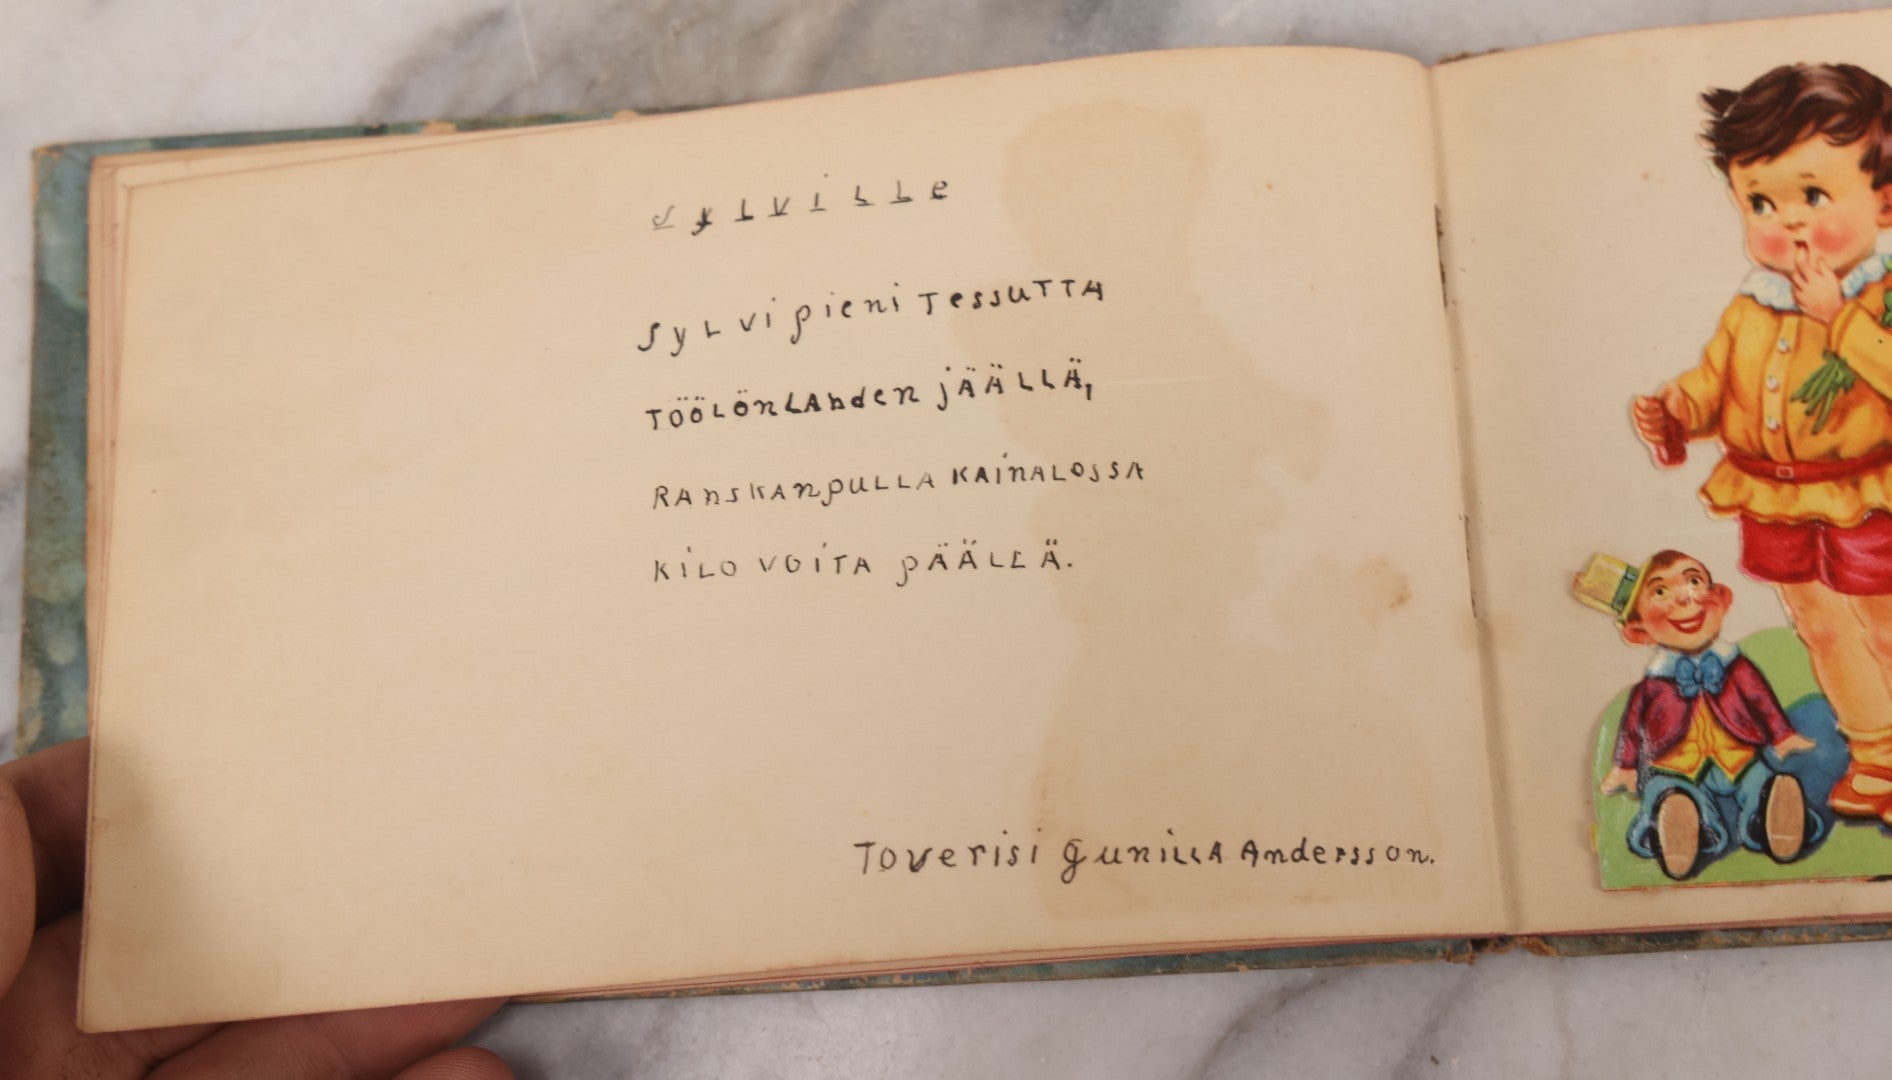 SYLVILLE
SYLVI pieni TESSUTTA
TÖÖLÖNLAHDEN JÄÄLLÄ,
RANSKANPULLA KAINALOSSA
KILO VOITA PÄÄLLÄ.
TOVERISI GUNILLA ANDERSSON.